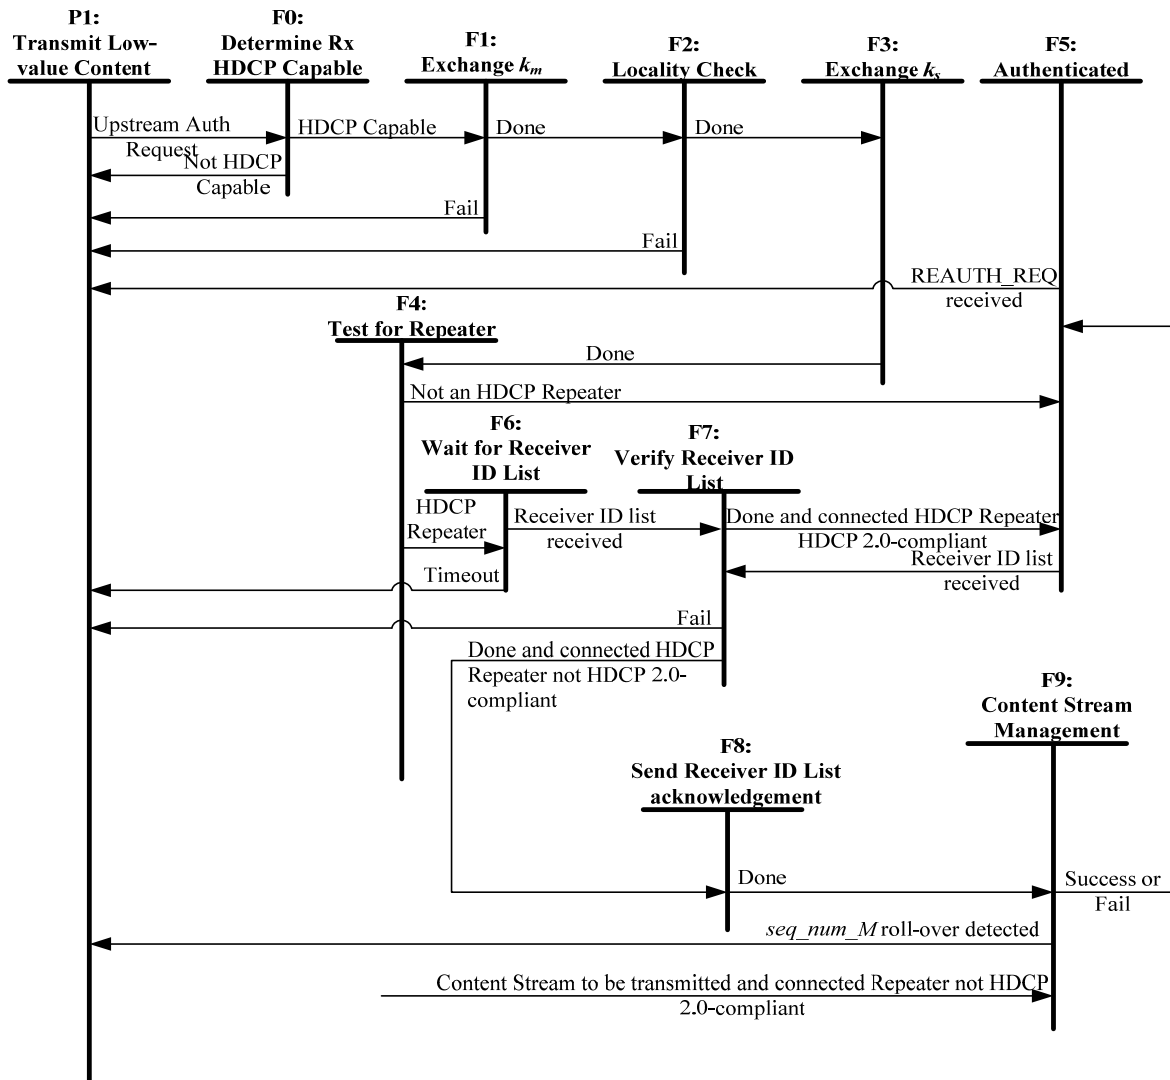 P1:
Transmit Low-
value Content
F0:
Determine Rx
HDCP Capable
F1:
Exchange km
F2:
Locality Check
F3:
Exchange ks
F5:
Authenticated
Upstream Auth
Request
HDCP Capable
Done
Done
Not HDCP
Capable
Fail
Fail
REAUTH_REQ
received
F4:
Test for Repeater
Done
Not an HDCP Repeater
F6:
Wait for Receiver
ID List
F7:
Verify Receiver ID
List
HDCP
Repeater
Receiver ID list
received
Done and connected HDCP Repeater
HDCP 2.0-compliant
Receiver ID list
received
Timeout
Fail
Done and connected HDCP
Repeater not HDCP 2.0-
compliant
F9:
Content Stream
Management
F8:
Send Receiver ID List
acknowledgement
Done
Success or
Fail
seq_num_M roll-over detected
Content Stream to be transmitted and connected Repeater not HDCP
2.0-compliant